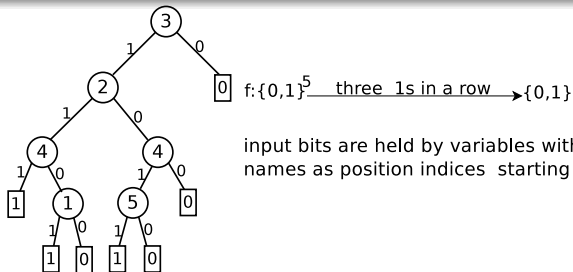 3
1 0
2 0
1 0
4 4
1 0 1 0
1 1 5 0
1 0 1 0
1 0 1 0
f:{0,1}5 three 1s in a row {0,1}
input bits are held by variables with
names as position indices starting